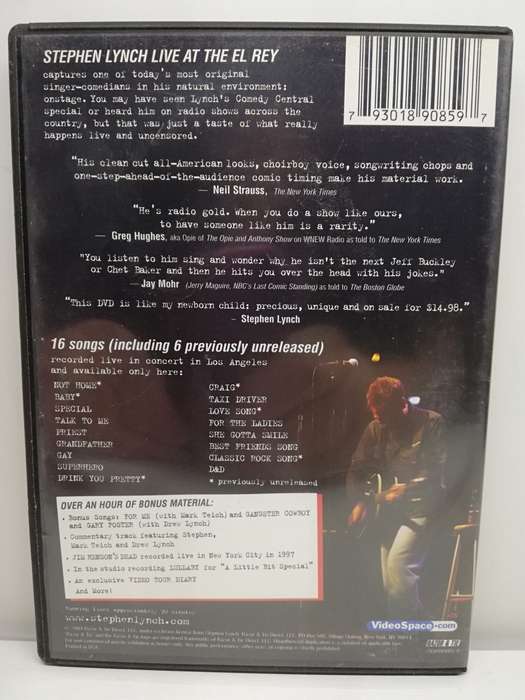 STEPHEN LYNCH LIVE AT THE EL REY
captures one of today's most original
singer-comedians in his natural environment:
onstage. You may have seen Lynch's Comedy Central
special or heard him on radio shows across the
country, but that was just a taste of what really
happens live and uncensored.
7 93018 90859 7
"His clean cut all-American looks, choirboy voice, songwriting chops and
one-step-ahead-of-the-audience comic timing make his material work."
— Neil Strauss, The New York Times
"He's radio gold. When you do a show like ours,
to have someone like him is a rarity."
— Greg Hughes, aka Opie of The Opie and Anthony Show on WNEW Radio as told to The New York Times
"You listen to him sing and wonder why he isn't the next Jeff Buckley
or Chet Baker and then he hits you over the head with his jokes."
— Jay Mohr (Jerry Maguire, NBC's Last Comic Standing) as told to The Boston Globe
"This DVD is like my newborn child: precious, unique and on sale for $14.98."
- Stephen Lynch
16 songs (including 6 previously unreleased)
recorded live in concert in Los Angeles
and available only here:
NOT HOME*
BABY*
SPECIAL
TALK TO ME
PRIEST
GRANDFATHER
GAY
SUPERHERO
DRINK YOU PRETTY*
CRAIG*
TAXI DRIVER
LOVE SONG*
FOR THE LADIES
SHE GOTTA SMILE
BEST FRIENDS SONG
CLASSIC ROCK SONG*
D&D
* previously unreleased
OVER AN HOUR OF BONUS MATERIAL:
• Bonus Songs: FOR ME (with Mark Teich) and GANGSTER COWBOY
and GARY POSTER (with Drew Lynch)
• Commentary track featuring Stephen,
Mark Teich and Drew Lynch
• JIM HENSON'S DEAD recorded live in New York City in 1997
• In the studio recording LULLABY for "A Little Bit Special"
• An exclusive VIDEO TOUR DIARY
And More!
Running time: approximately 70 minutes
www.stephenlynch.com
VideoSpace.com
RAZOR & TIE
Printed in USA